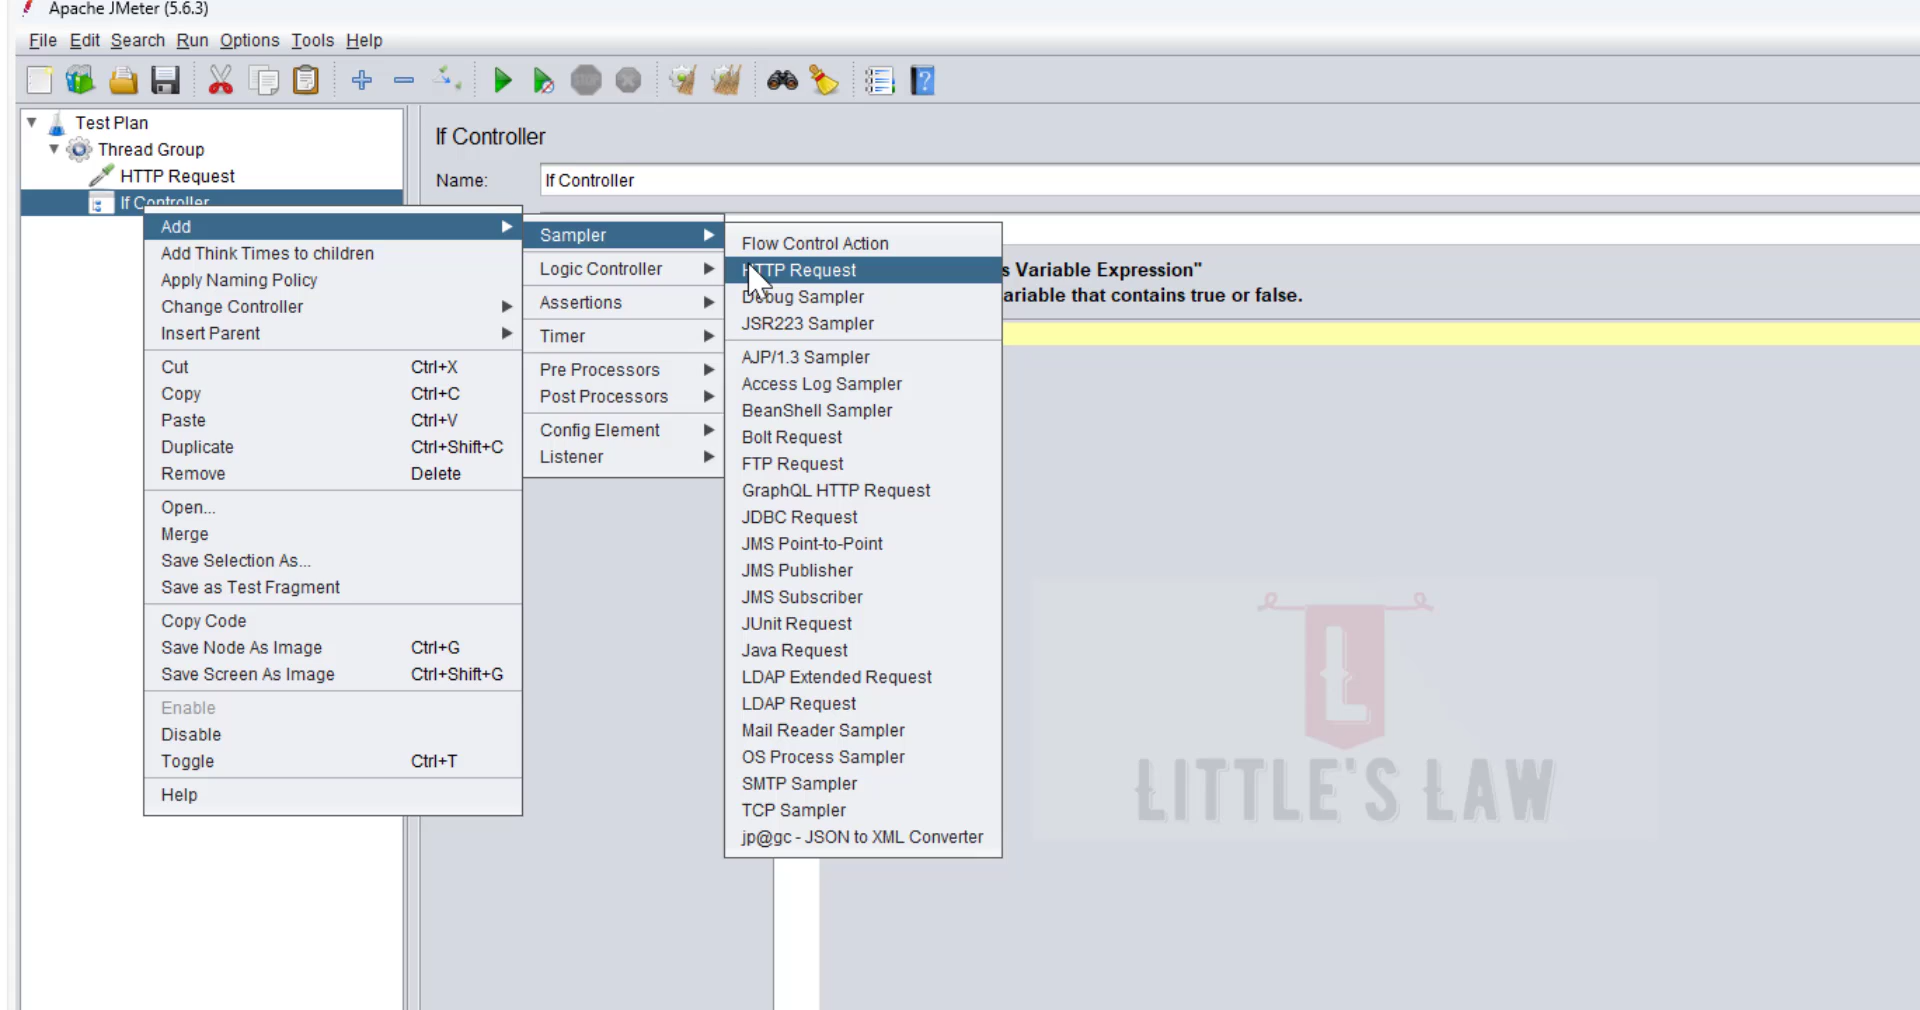 Apache JMeter (5.6.3)
File Edit Search Run Options Tools Help
STOP
Test Plan
Thread Group
HTTP Request
If Controller
If Controller
Name: If Controller
s Variable Expression"
ariable that contains true or false.
Add
Add Think Times to children
Apply Naming Policy
Change Controller
Insert Parent
Cut Ctrl+X
Copy Ctrl+C
Paste Ctrl+V
Duplicate Ctrl+Shift+C
Remove Delete
Open...
Merge
Save Selection As...
Save as Test Fragment
Copy Code
Save Node As Image Ctrl+G
Save Screen As Image Ctrl+Shift+G
Enable
Disable
Toggle Ctrl+T
Help
Sampler
Logic Controller
Assertions
Timer
Pre Processors
Post Processors
Config Element
Listener
Flow Control Action
HTTP Request
Debug Sampler
JSR223 Sampler
AJP/1.3 Sampler
Access Log Sampler
BeanShell Sampler
Bolt Request
FTP Request
GraphQL HTTP Request
JDBC Request
JMS Point-to-Point
JMS Publisher
JMS Subscriber
JUnit Request
Java Request
LDAP Extended Request
LDAP Request
Mail Reader Sampler
OS Process Sampler
SMTP Sampler
TCP Sampler
jp@gc - JSON to XML Converter
L
LITTLE'S LAW